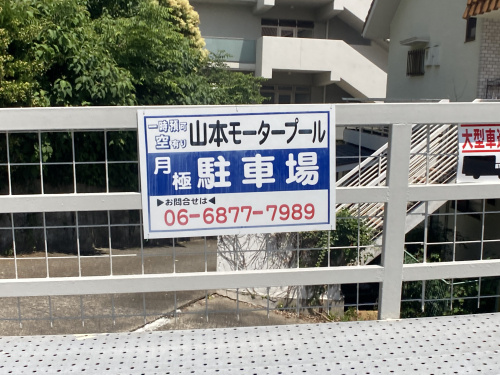 一時預可
空有り
山本モータープール
月極
駐車場
▶お問合せは◀
06-6877-7989
大型車